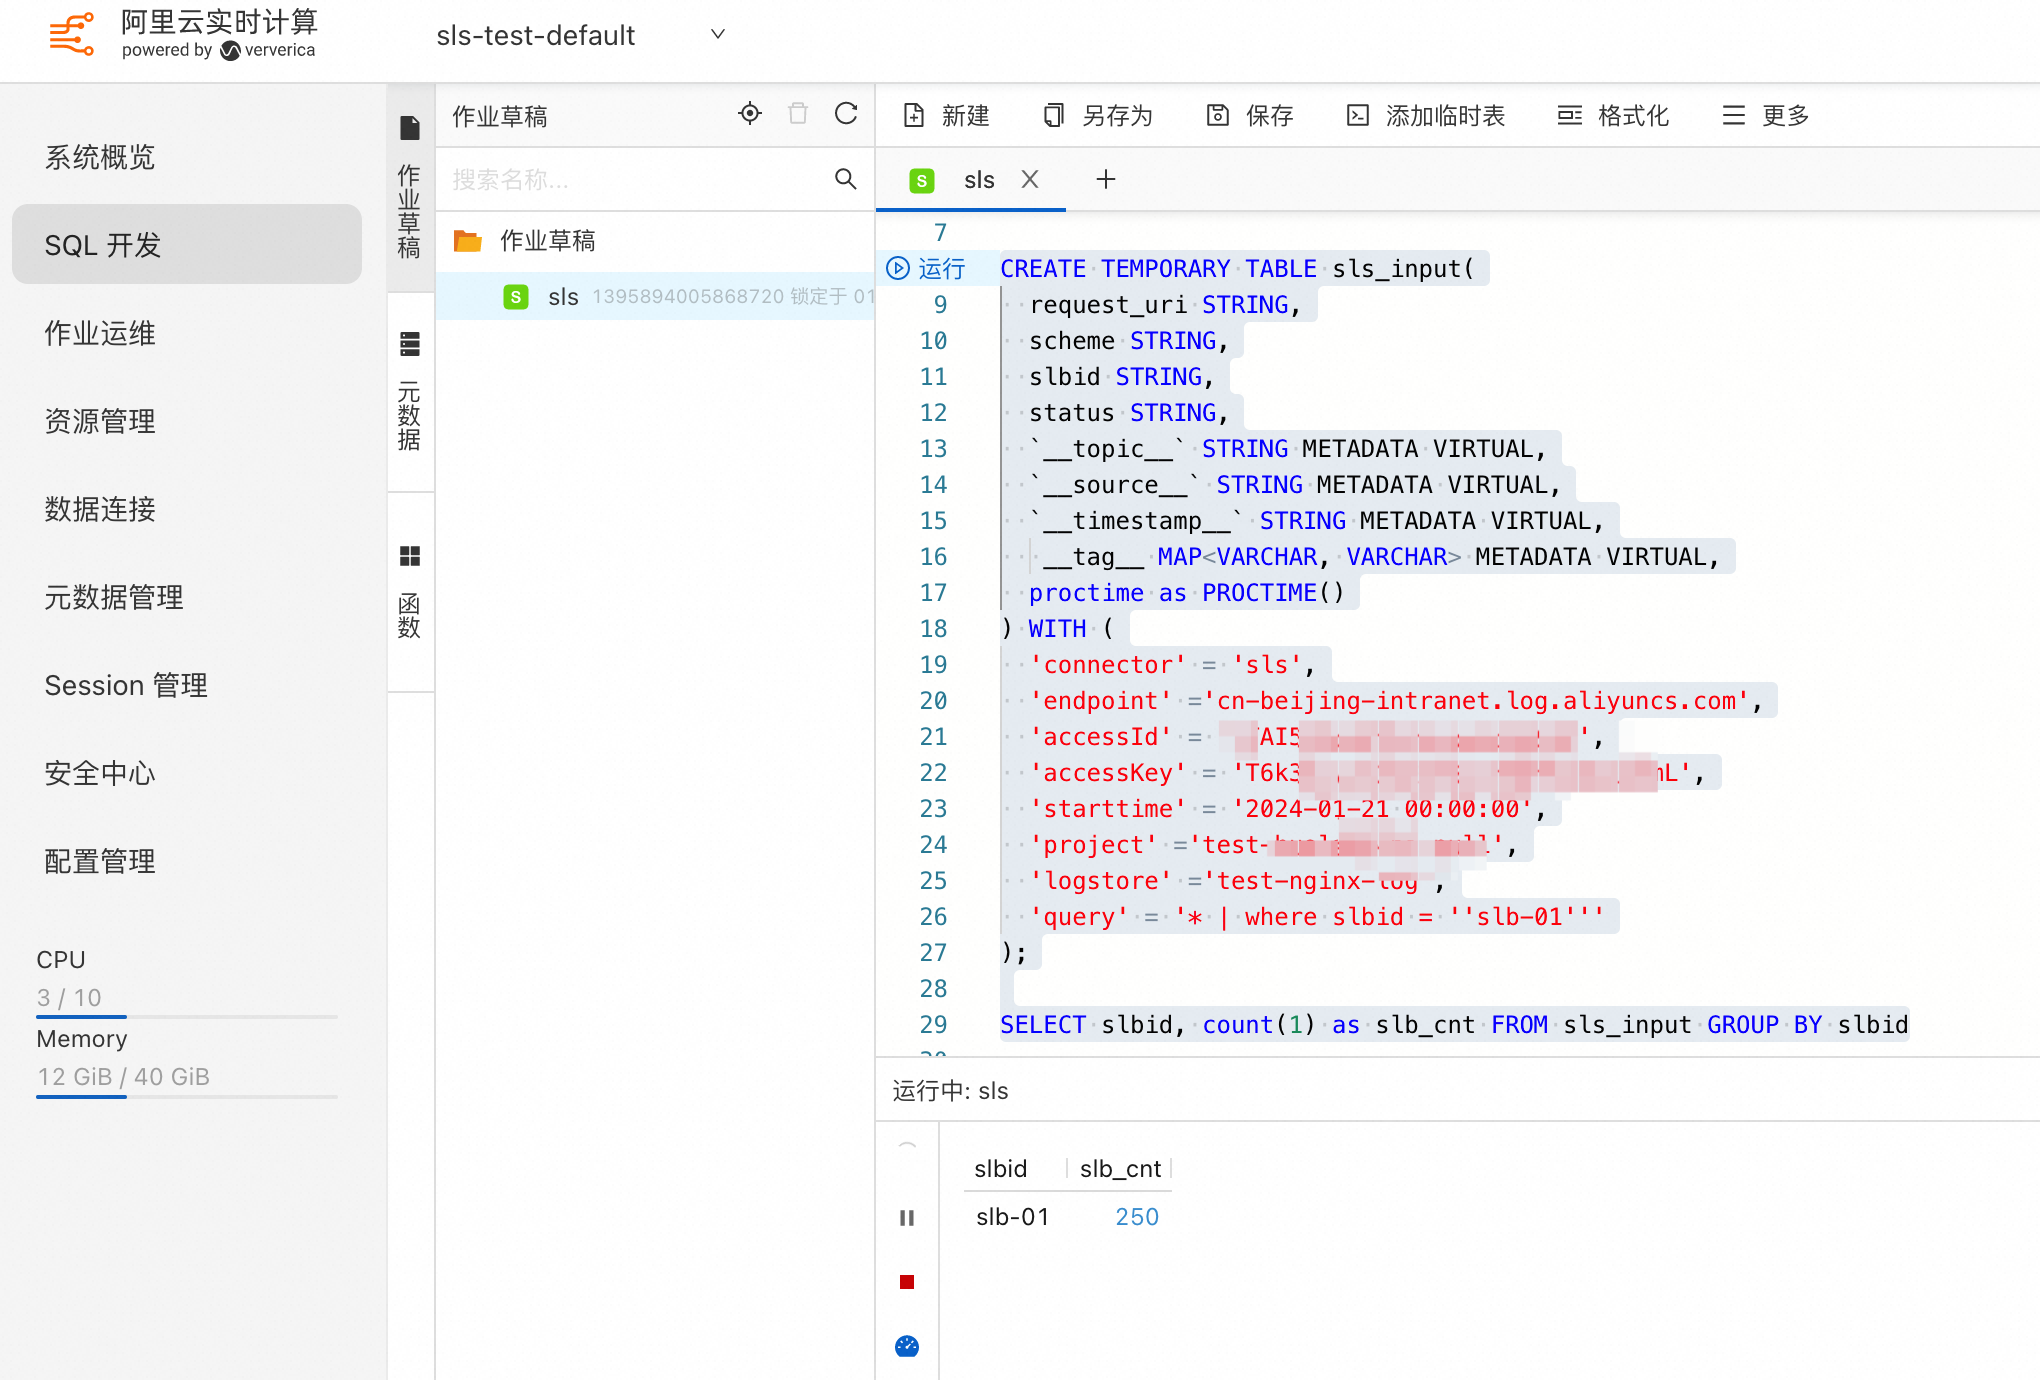 阿里云实时计算
powered by ververica
sls-test-default
系统概览
SQL 开发
作业运维
资源管理
数据连接
元数据管理
Session 管理
安全中心
配置管理
CPU
3 / 10
Memory
12 GiB / 40 GiB
作业草稿
元数据
函数
作业草稿
搜索名称...
作业草稿
S sls 1395894005868720 锁定于 01
新建 另存为 保存 添加临时表 格式化 更多
S sls
7
运行 CREATE TEMPORARY TABLE sls_input(
9 request_uri STRING,
10 scheme STRING,
11 slbid STRING,
12 status STRING,
13 `__topic__` STRING METADATA VIRTUAL,
14 `__source__` STRING METADATA VIRTUAL,
15 `__timestamp__` STRING METADATA VIRTUAL,
16 __tag__ MAP<VARCHAR, VARCHAR> METADATA VIRTUAL,
17 proctime as PROCTIME()
18 ) WITH (
19 'connector' = 'sls',
20 'endpoint' ='cn-beijing-intranet.log.aliyuncs.com',
21 'accessId' = AI5 ',
22 'accessKey' = 'T6k3 mL',
23 'starttime' = '2024-01-21 00:00:00',
24 'project' ='test- ',
25 'logstore' ='test-nginx-log',
26 'query' = '* | where slbid = ''slb-01'''
27 );
28
29 SELECT slbid, count(1) as slb_cnt FROM sls_input GROUP BY slbid
运行中: sls
slbid slb_cnt
slb-01 250